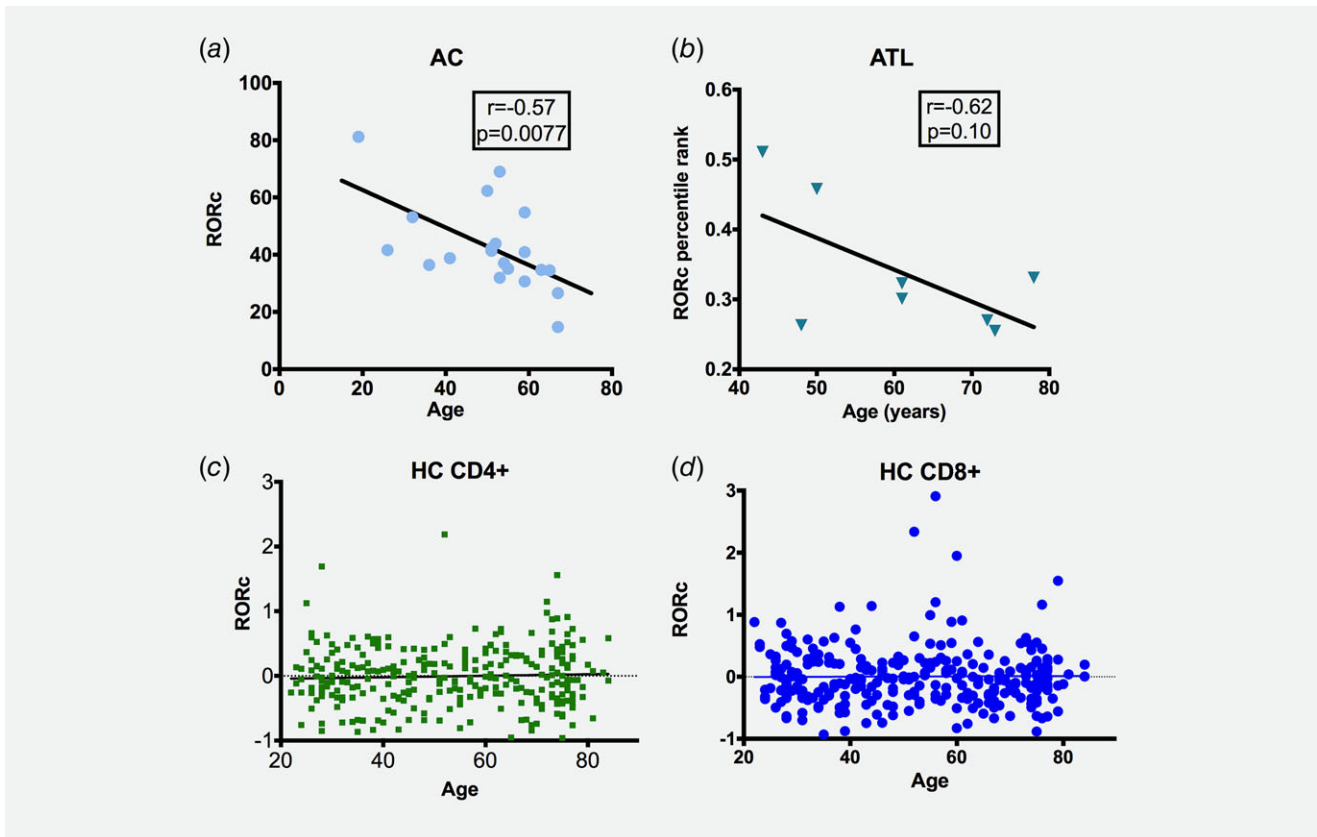 (a)
AC
100
80
60
40
20
0
RORc
r=-0.57
p=0.0077
0
20
40
60
80
Age
(b)
ATL
0.6
0.5
0.4
0.3
0.2
RORc percentile rank
r=-0.62
p=0.10
40
50
60
70
80
Age (years)
(c)
HC CD4+
3
2
1
0
-1
RORc
20
40
60
80
Age
(d)
HC CD8+
3
2
1
0
-1
RORc
20
40
60
80
Age